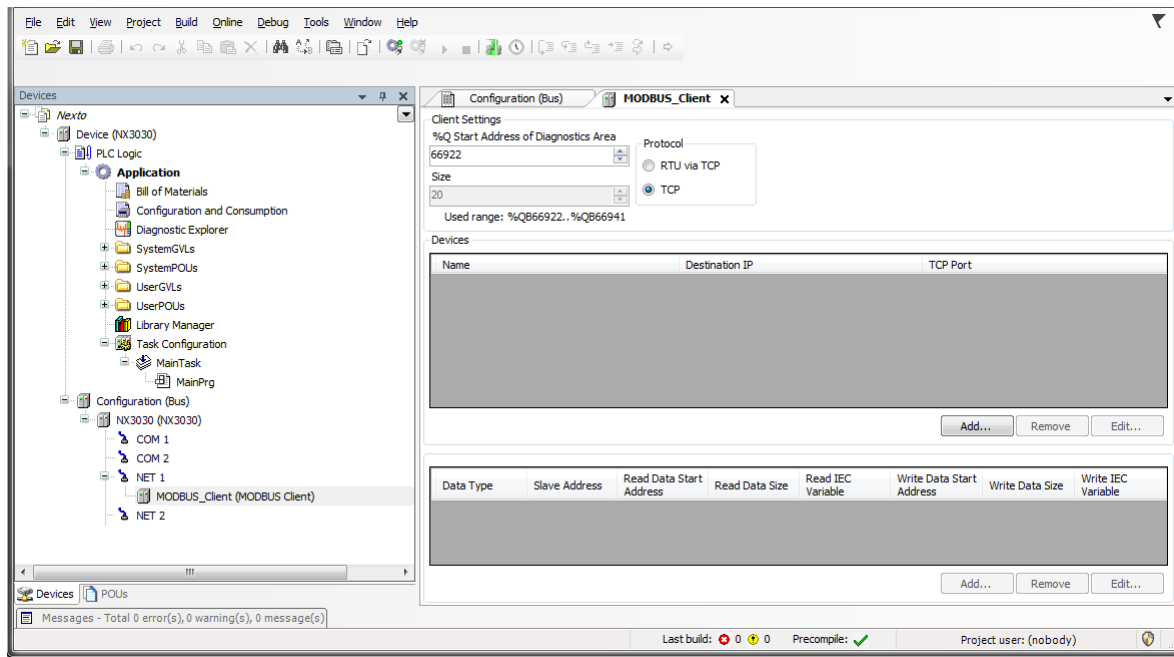 File Edit View Project Build Online Debug Tools Window Help
Devices
Configuration (Bus) MODBUS_Client
Nexto
Device (NX3030)
PLC Logic
Application
Bill of Materials
Configuration and Consumption
Diagnostic Explorer
SystemGVLs
SystemPOUs
UserGVLs
UserPOUs
Library Manager
Task Configuration
MainTask
MainPrg
Configuration (Bus)
NX3030 (NX3030)
COM 1
COM 2
NET 1
MODBUS_Client (MODBUS Client)
NET 2
Devices POUs
Client Settings
%Q Start Address of Diagnostics Area
66922
Size
20
Used range: %QB66922..%QB66941
Protocol
RTU via TCP
TCP
Devices
Name Destination IP TCP Port
Add... Remove Edit...
Data Type Slave Address Read Data Start Address Read Data Size Read IEC Variable Write Data Start Address Write Data Size Write IEC Variable
Add... Remove Edit...
Messages - Total 0 error(s), 0 warning(s), 0 message(s)
Last build: 0 0 Precompile: Project user: (nobody)